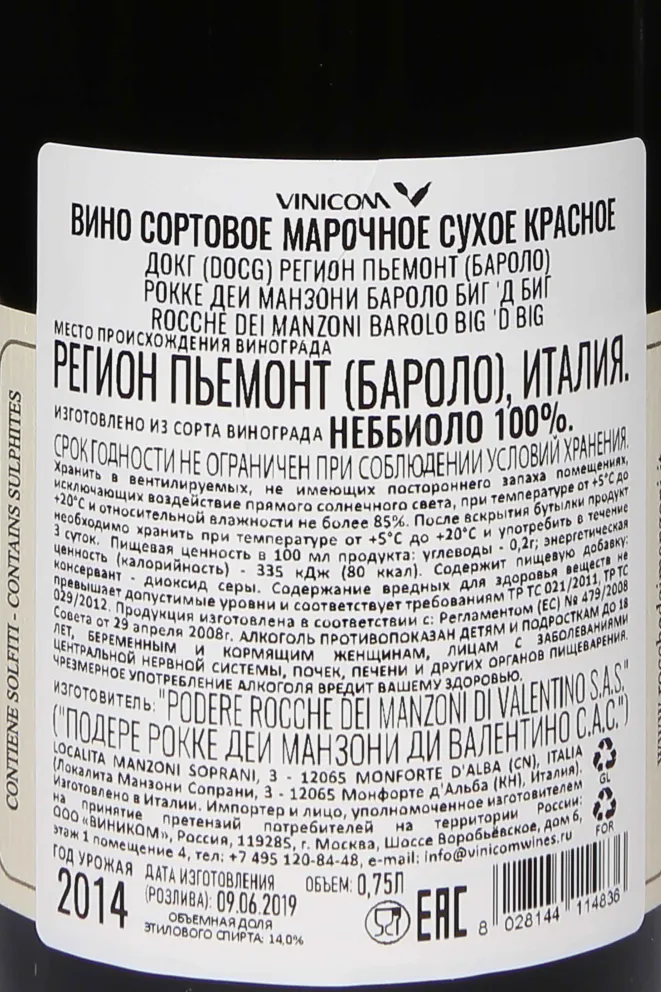 VINICOM
ВИНО СОРТОВОЕ МАРОЧНОЕ СУХОЕ КРАСНОЕ
ДОКГ (DOCG) РЕГИОН ПЬЕМОНТ (БАРОЛО)
РОККЕ ДЕИ МАНЗОНИ БАРОЛО БИГ 'Д БИГ
ROCCHE DEI MANZONI BAROLO BIG 'D BIG
МЕСТО ПРОИСХОЖДЕНИЯ ВИНОГРАДА
РЕГИОН ПЬЕМОНТ (БАРОЛО), ИТАЛИЯ.
ИЗГОТОВЛЕНО ИЗ СОРТА ВИНОГРАДА НЕББИОЛО 100%.
СРОК ГОДНОСТИ НЕ ОГРАНИЧЕН ПРИ СОБЛЮДЕНИИ УСЛОВИЙ ХРАНЕНИЯ.
Хранить в вентилируемых, не имеющих постороннего запаха помещениях,
исключающих воздействие прямого солнечного света, при температуре от +5°С до
+20°С и относительной влажности не более 85%. После вскрытия бутылки продукт
необходимо хранить при температуре от +5°С до +20°С и употребить в течение
3 суток. Пищевая ценность в 100 мл продукта: углеводы - 0,2г; энергетическая
ценность (калорийность) - 335 кДж (80 ккал). Содержит пищевую добавку:
консервант - диоксид серы. Содержание вредных для здоровья веществ не
превышает допустимые уровни и соответствует требованиям ТР ТС 021/2011, ТР ТС
029/2012. Продукция изготовлена в соответствии с: Регламентом (ЕС) № 479/2008
Совета от 29 апреля 2008г. АЛКОГОЛЬ ПРОТИВОПОКАЗАН ДЕТЯМ И ПОДРОСТКАМ ДО 18
ЛЕТ, БЕРЕМЕННЫМ И КОРМЯЩИМ ЖЕНЩИНАМ, ЛИЦАМ С ЗАБОЛЕВАНИЯМИ
ЦЕНТРАЛЬНОЙ НЕРВНОЙ СИСТЕМЫ, ПОЧЕК, ПЕЧЕНИ И ДРУГИХ ОРГАНОВ ПИЩЕВАРЕНИЯ.
ЧРЕЗМЕРНОЕ УПОТРЕБЛЕНИЕ АЛКОГОЛЯ ВРЕДИТ ВАШЕМУ ЗДОРОВЬЮ.
ИЗГОТОВИТЕЛЬ: "PODERE ROCCHE DEI MANZONI DI VALENTINO S.A.S."
("ПОДЕРЕ РОККЕ ДЕИ МАНЗОНИ ДИ ВАЛЕНТИНО С.А.С.")
LOCALITA MANZONI SOPRANI, 3 - 12065 MONFORTE D'ALBA (CN), ITALIA
(Локалита Манзони Сопрани, 3 - 12065 Монфорте д'Альба (КН), Италия).
Изготовлено в Италии. Импортер и лицо, уполномоченное изготовителем
на принятие претензий потребителей на территории России:
ООО «ВИНИКОМ», Россия, 119285, г. Москва, Шоссе Воробьёвское, дом 6,
этаж 1 помещение 4, тел: +7 495 120-84-48, e-mail: info@vinicomwines.ru
GL
FOR
ГОД УРОЖАЯ
2014
ДАТА ИЗГОТОВЛЕНИЯ
(РОЗЛИВА): 09.06.2019
ОБЪЕМ: 0,75Л
ОБЪЕМНАЯ ДОЛЯ
ЭТИЛОВОГО СПИРТА: 14,0%
EAC
8 028144 114836
CONTIENE SOLFITI - CONTAINS SULPHITES